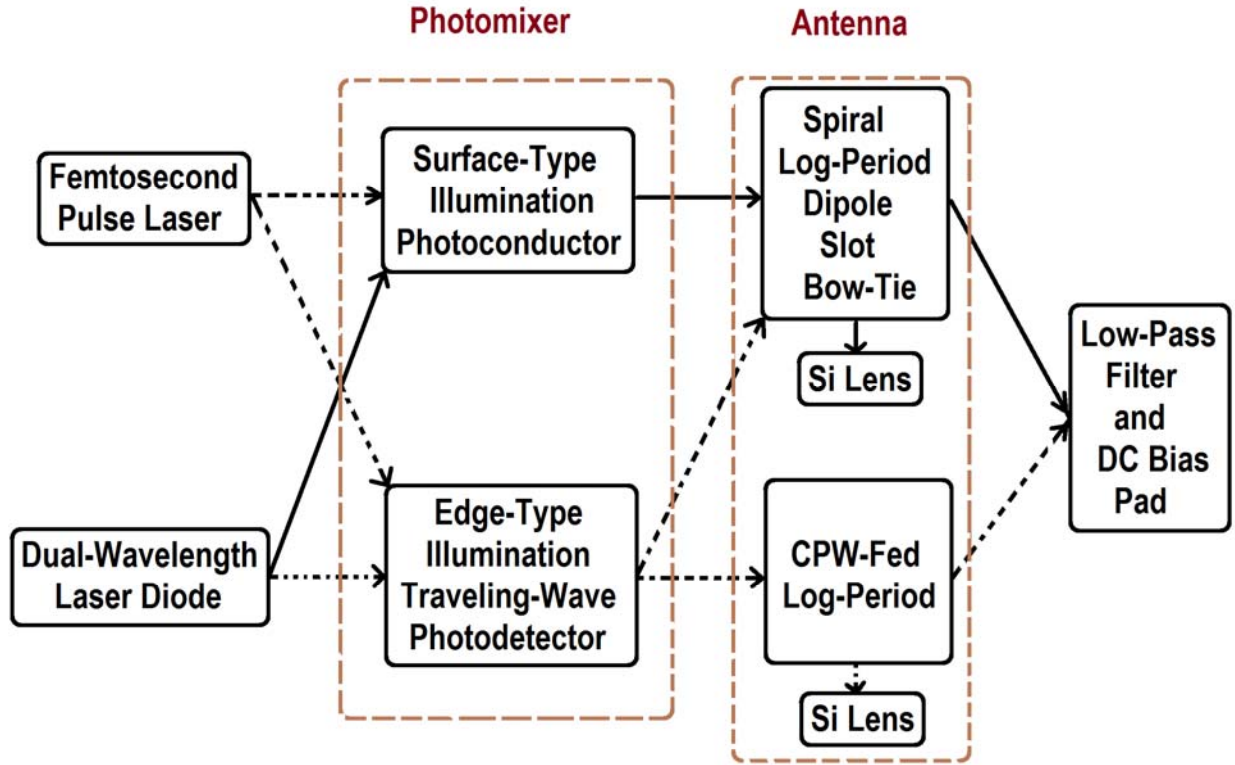 Photomixer
Antenna
Femtosecond
Pulse Laser
Dual-Wavelength
Laser Diode
Surface-Type
Illumination
Photoconductor
Edge-Type
Illumination
Traveling-Wave
Photodetector
Spiral
Log-Period
Dipole
Slot
Bow-Tie
Si Lens
CPW-Fed
Log-Period
Si Lens
Low-Pass
Filter
and
DC Bias
Pad